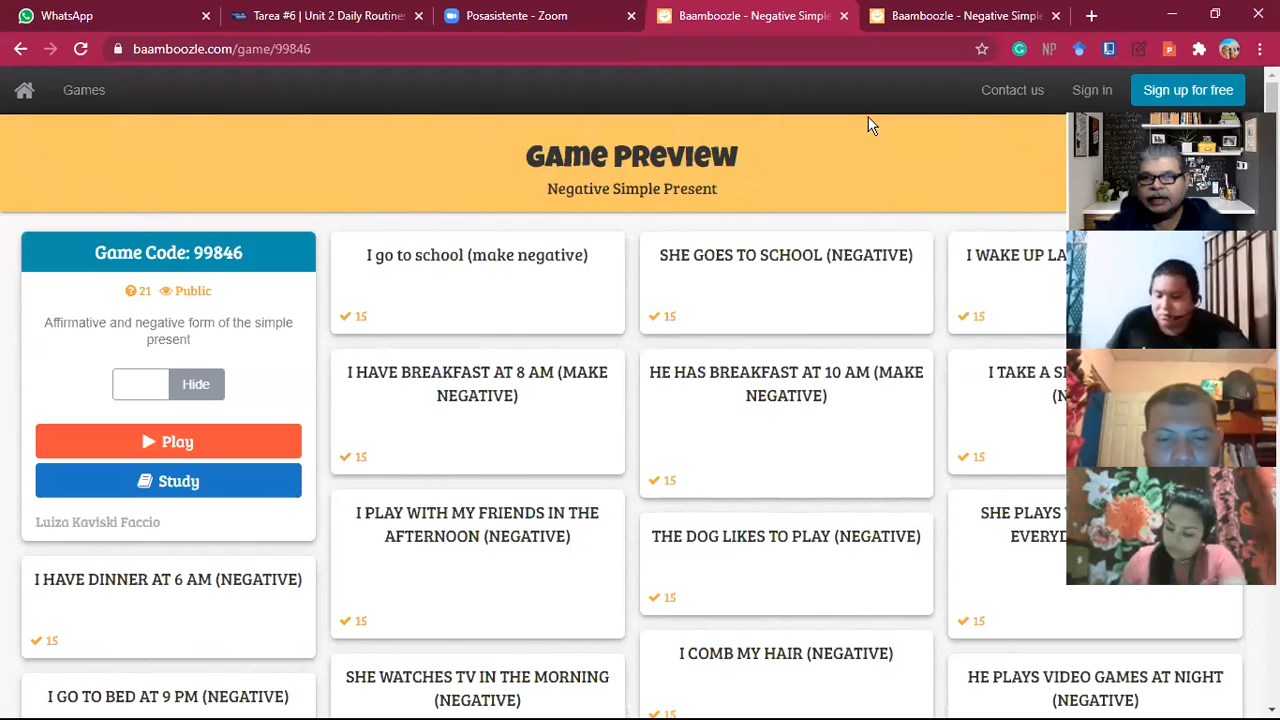 WhatsApp
Tarea #6 | Unit 2 Daily Routines
Posasistente - Zoom
Baamboozle - Negative Simple
Baamboozle - Negative Simple
baamboozle.com/game/99846
NP
Games
Contact us
Sign in
Sign up for free
Game Preview
Negative Simple Present
Game Code: 99846
21 Public
Affirmative and negative form of the simple
present
Hide
Play
Study
Luiza Kaviski Faccio
I go to school (make negative)
15
SHE GOES TO SCHOOL (NEGATIVE)
15
I WAKE UP
15
I HAVE BREAKFAST AT 8 AM (MAKE
NEGATIVE)
15
HE HAS BREAKFAST AT 10 AM (MAKE
NEGATIVE)
15
I TAKE A
15
I PLAY WITH MY FRIENDS IN THE
AFTERNOON (NEGATIVE)
15
THE DOG LIKES TO PLAY (NEGATIVE)
15
SHE PLAYS
15
I HAVE DINNER AT 6 AM (NEGATIVE)
15
I GO TO BED AT 9 PM (NEGATIVE)
SHE WATCHES TV IN THE MORNING
(NEGATIVE)
I COMB MY HAIR (NEGATIVE)
15
HE PLAYS VIDEO GAMES AT NIGHT
(NEGATIVE)